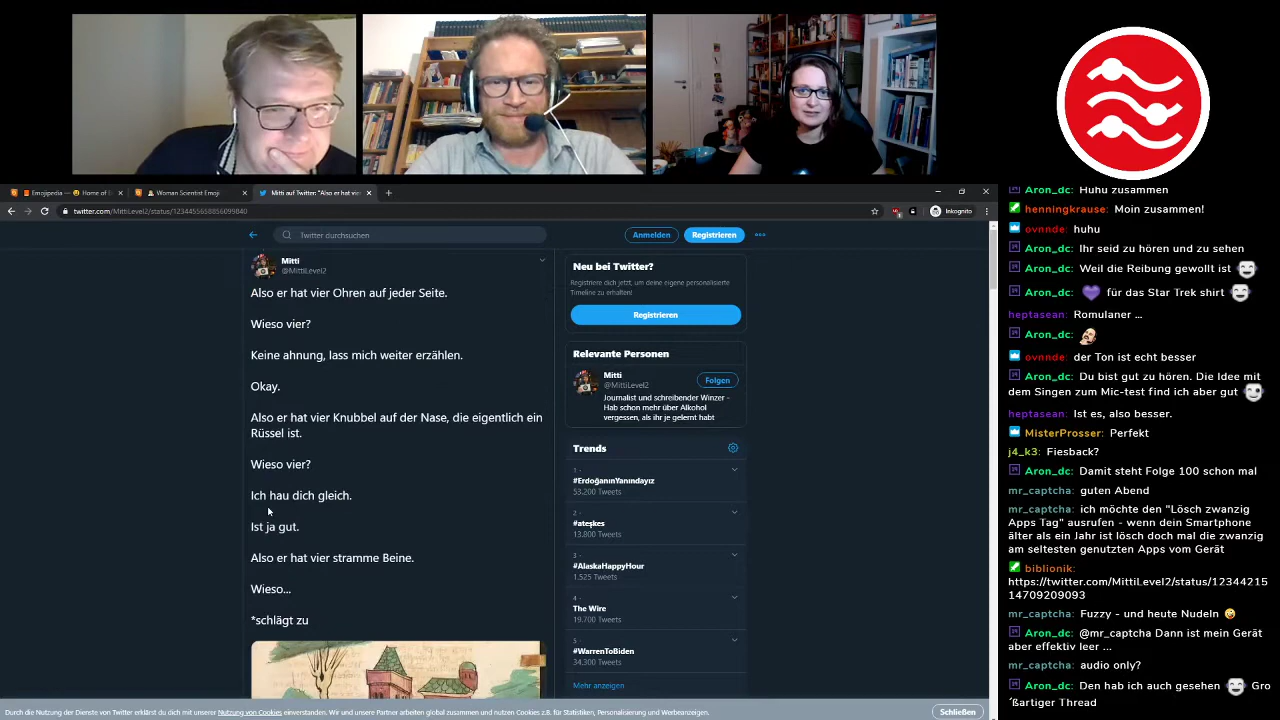 Emojipedia — 😃 Home of E
Woman Scientist Emoji
Mitti auf Twitter: "Also er hat vier
twitter.com/MittiLevel2/status/1234455658856099840
Inkognito
Twitter durchsuchen
Anmelden
Registrieren
Mitti
@MittiLevel2
Also er hat vier Ohren auf jeder Seite.
Wieso vier?
Keine ahnung, lass mich weiter erzählen.
Okay.
Also er hat vier Knubbel auf der Nase, die eigentlich ein
Rüssel ist.
Wieso vier?
Ich hau dich gleich.
Ist ja gut.
Also er hat vier stramme Beine.
Wieso...
*schlägt zu
Neu bei Twitter?
Registriere dich jetzt, um deine eigene personalisierte
Timeline zu erhalten!
Registrieren
Relevante Personen
Mitti
@MittiLevel2
Folgen
Journalist und schreibender Winzer -
Hab schon mehr über Alkohol
vergessen, als ihr je gelernt habt
Trends
1 ·
#ErdoğanınYanındayız
53.200 Tweets
2 ·
#ateşkes
13.800 Tweets
3 ·
#AlaskaHappyHour
1.525 Tweets
4 ·
The Wire
19.700 Tweets
5 ·
#WarrenToBiden
34.300 Tweets
Mehr anzeigen
Durch die Nutzung der Dienste von Twitter erklärst du dich mit unserer Nutzung von Cookies einverstanden. Wir und unsere Partner arbeiten global zusammen und nutzen Cookies z.B. für Statistiken, Personalisierung und Werbeanzeigen.
Schließen
Aron_dc: Huhu zusammen
henningkrause: Moin zusammen!
ovnnde: huhu
Aron_dc: Ihr seid zu hören und zu sehen
Aron_dc: Weil die Reibung gewollt ist
Aron_dc: 💜 für das Star Trek shirt
heptasean: Romulaner ...
Aron_dc:
ovnnde: der Ton ist echt besser
Aron_dc: Du bist gut zu hören. Die Idee mit
dem Singen zum Mic-test find ich aber gut
heptasean: Ist es, also besser.
MisterProsser: Perfekt
j4_k3: Fiesback?
Aron_dc: Damit steht Folge 100 schon mal
mr_captcha: guten Abend
mr_captcha: ich möchte den "Lösch zwanzig
Apps Tag" ausrufen - wenn dein Smartphone
älter als ein Jahr ist lösch doch mal die zwanzig
am seltesten genutzten Apps vom Gerät
biblionik:
https://twitter.com/MittiLevel2/status/12344215
14709209093
mr_captcha: Fuzzy - und heute Nudeln 😜
Aron_dc: @mr_captcha Dann ist mein Gerät
aber effektiv leer ...
mr_captcha: audio only?
Aron_dc: Den hab ich auch gesehen Gro
ßartiger Thread